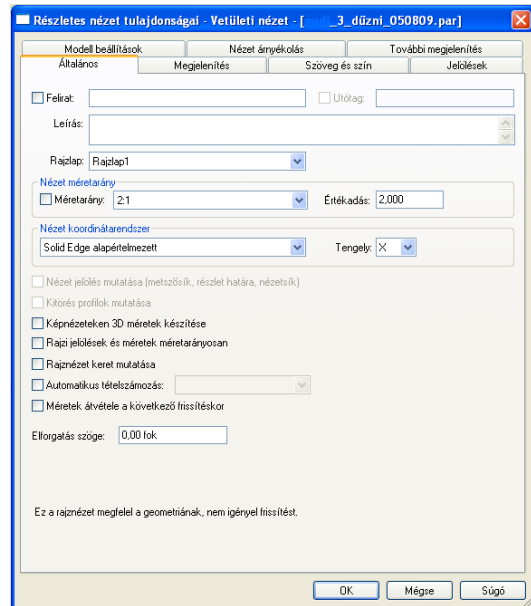 Részletes nézet tulajdonságai - Vetületi nézet - [ _3_dűzni_050809.par]
Modell beállítások Nézet árnyékolás További megjelenítés
Általános Megjelenítés Szöveg és szín Jelölések
Felirat: Utótag:
Leírás:
Rajzlap: Rajzlap1
Nézet méretarány
Méretarány: 2:1 Értékadás: 2,000
Nézet koordinátarendszer
Solid Edge alapértelmezett Tengely: X
Nézet jelölés mutatása (metszősík, részlet határa, nézetsík)
Kitörés profilok mutatása
Képnézeteken 3D méretek készítése
Rajzi jelölések és méretek méretarányosan
Rajznézet keret mutatása
Automatikus tételszámozás:
Méretek átvétele a következő frissítéskor
Elforgatás szöge: 0,00 fok
Ez a rajznézet megfelel a geometriának, nem igényel frissítést.
OK Mégse Súgó